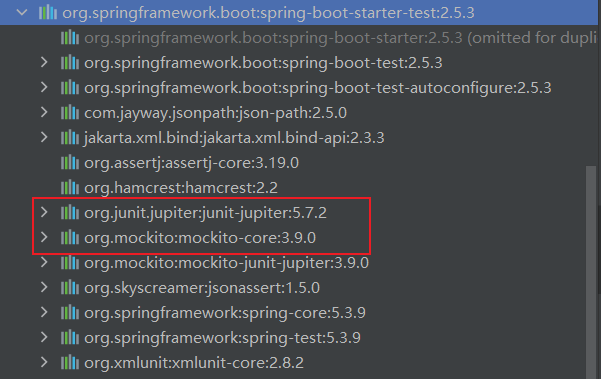 org.springframework.boot:spring-boot-starter-test:2.5.3
org.springframework.boot:spring-boot-starter:2.5.3 (omitted for dupli
org.springframework.boot:spring-boot-test:2.5.3
org.springframework.boot:spring-boot-test-autoconfigure:2.5.3
com.jayway.jsonpath:json-path:2.5.0
jakarta.xml.bind:jakarta.xml.bind-api:2.3.3
org.assertj:assertj-core:3.19.0
org.hamcrest:hamcrest:2.2
org.junit.jupiter:junit-jupiter:5.7.2
org.mockito:mockito-core:3.9.0
org.mockito:mockito-junit-jupiter:3.9.0
org.skyscreamer:jsonassert:1.5.0
org.springframework:spring-core:5.3.9
org.springframework:spring-test:5.3.9
org.xmlunit:xmlunit-core:2.8.2